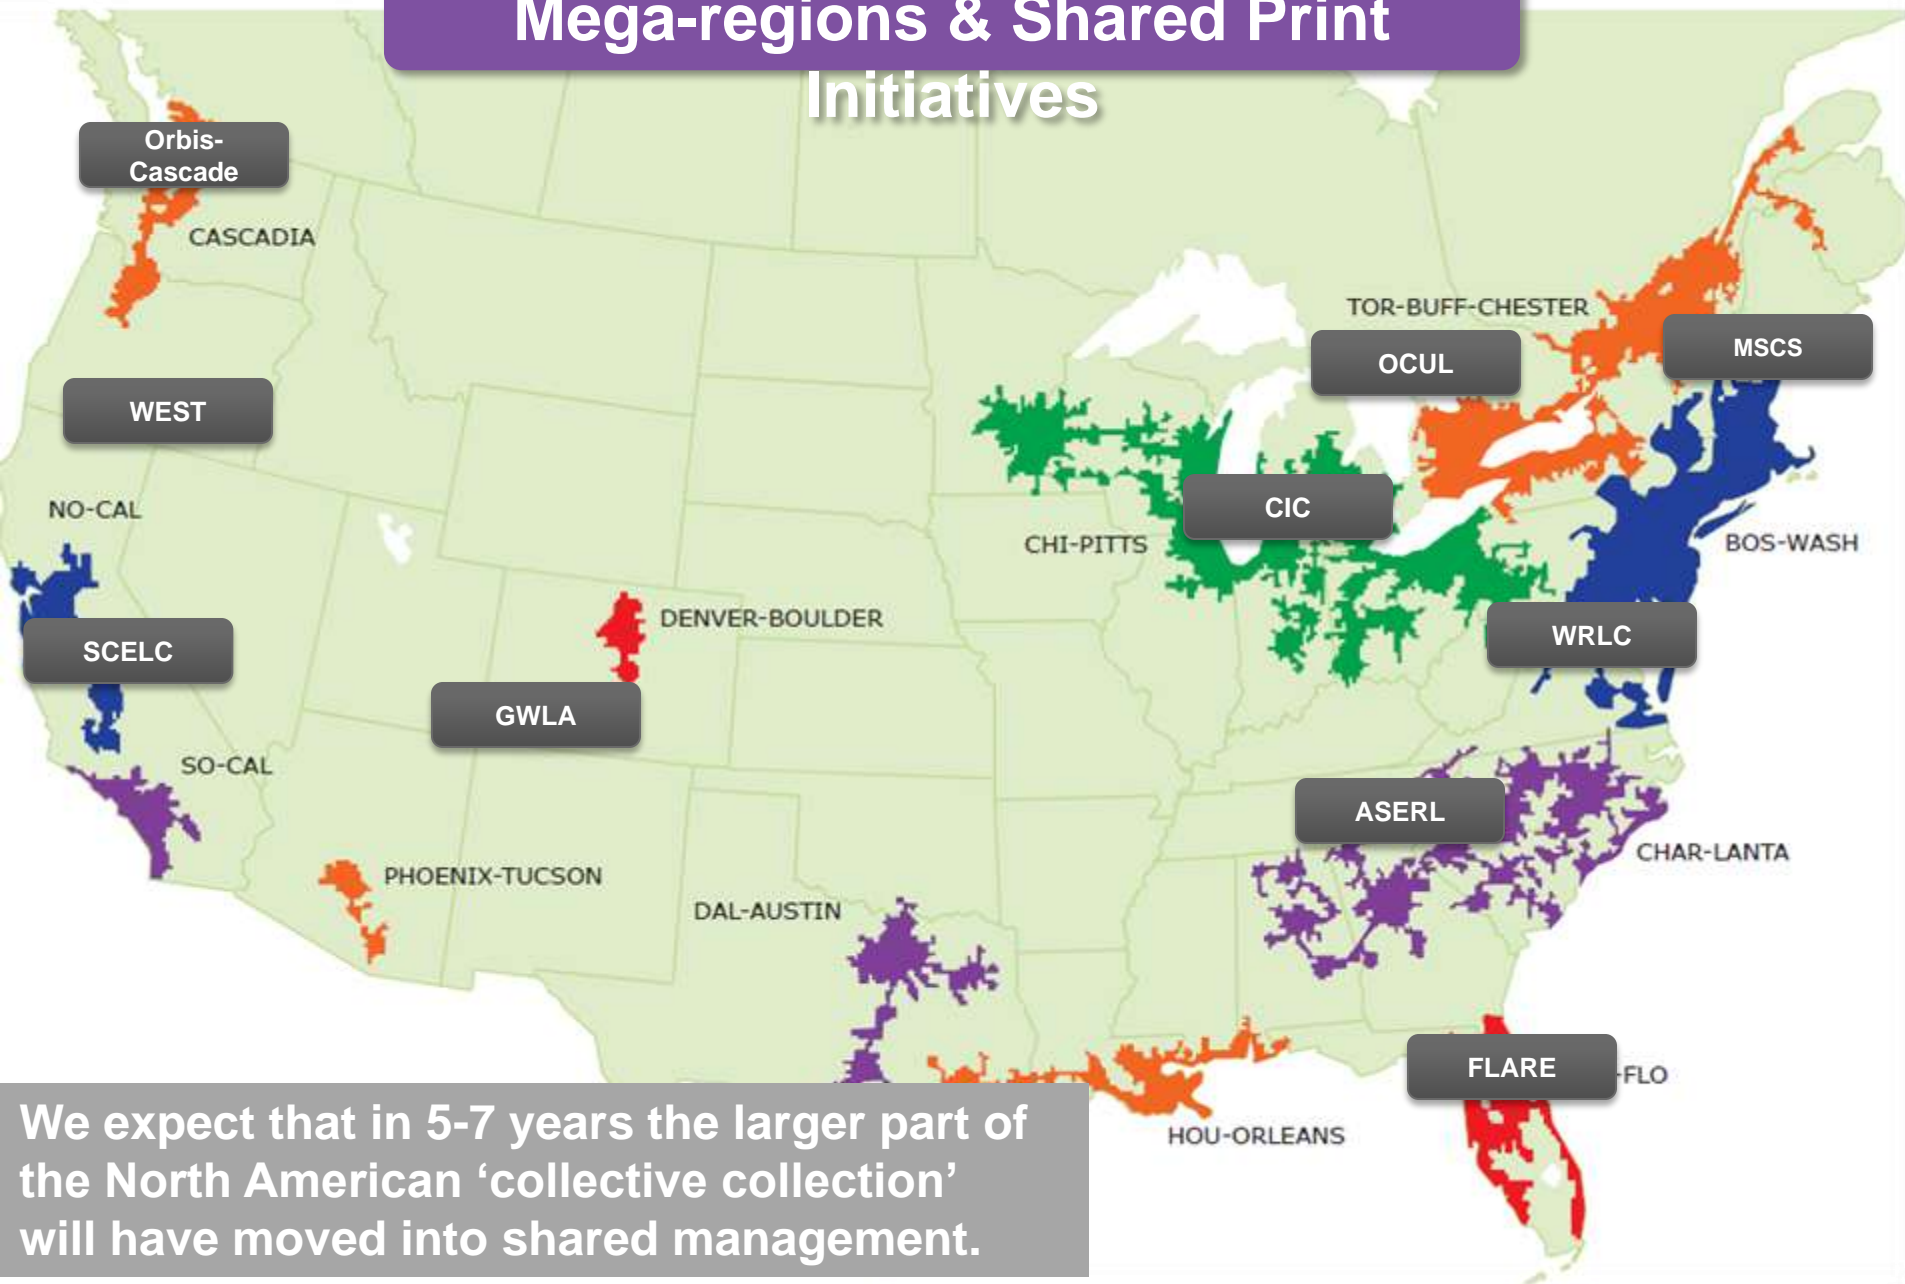 Mega-regions & Shared Print
Initiatives
Orbis-
Cascade
CASCADIA
TOR-BUFF-CHESTER
MSCS
OCUL
WEST
CIC
NO-CAL
CHI-PITTS
BOS-WASH
DENVER-BOULDER
WRLC
SCELC
GWLA
SO-CAL
ASERL
CHAR-LANTA
PHOENIX-TUCSON
DAL-AUSTIN
FLARE
-FLO
HOU-ORLEANS
We expect that in 5-7 years the larger part of
the North American ‘collective collection’
will have moved into shared management.